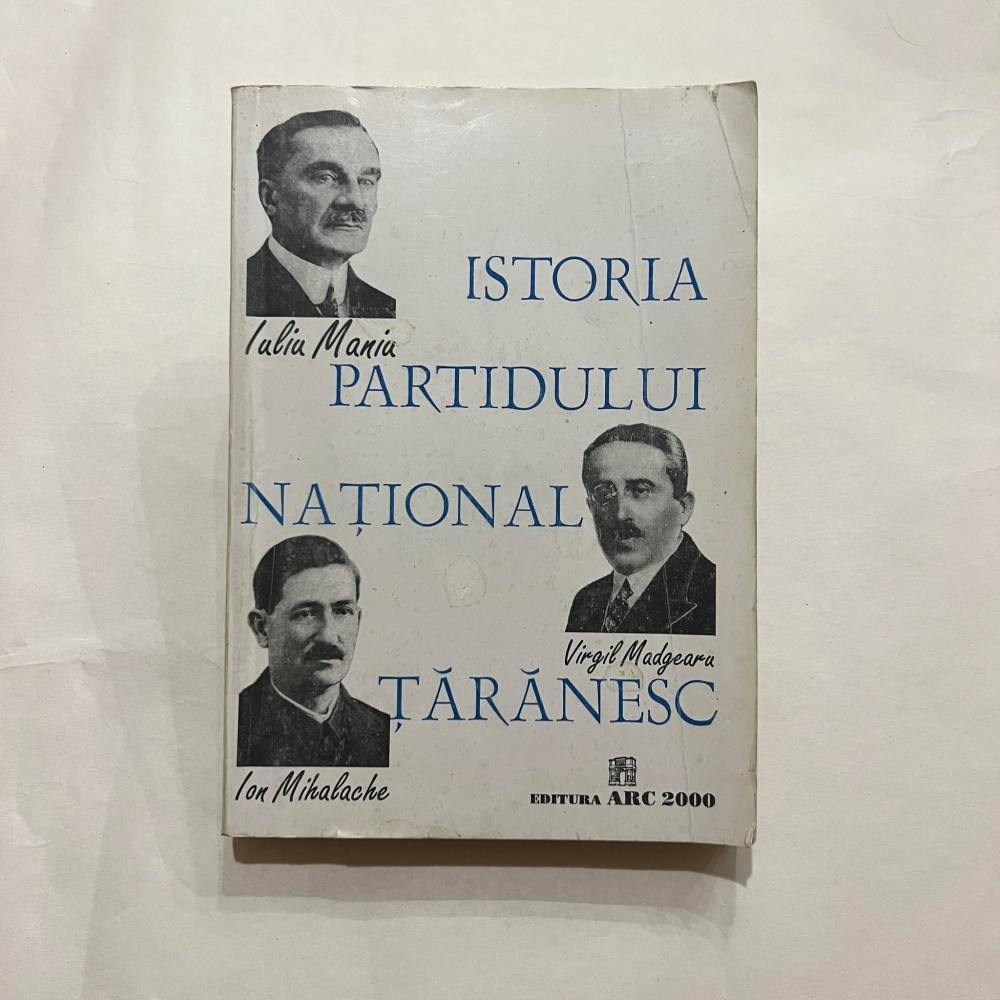 ISTORIA
Iuliu Maniu
PARTIDULUI
NAȚIONAL
Virgil Madgearu
ȚĂRĂNESC
Ion Mihalache
EDITURA ARC 2000